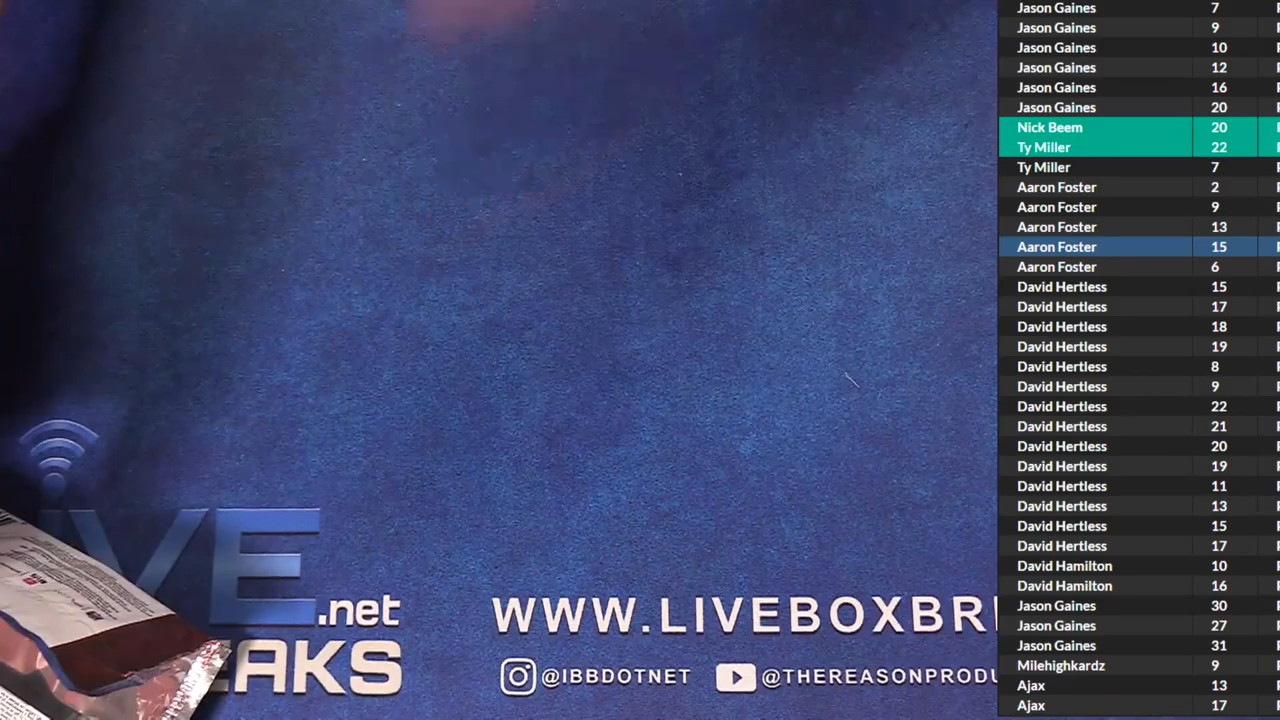 Jason Gaines 7
Jason Gaines 9
Jason Gaines 10
Jason Gaines 12
Jason Gaines 16
Jason Gaines 20
Nick Beem 20
Ty Miller 22
Ty Miller 7
Aaron Foster 2
Aaron Foster 9
Aaron Foster 13
Aaron Foster 15
Aaron Foster 6
David Hertless 15
David Hertless 17
David Hertless 18
David Hertless 19
David Hertless 8
David Hertless 9
David Hertless 22
David Hertless 21
David Hertless 20
David Hertless 19
David Hertless 11
David Hertless 13
David Hertless 15
David Hertless 17
David Hamilton 10
David Hamilton 16
Jason Gaines 30
Jason Gaines 27
Jason Gaines 31
Milehighkardz 9
Ajax 13
Ajax 17
IVE
.net
EAKS
WWW.LIVEBOXBR
@IBBDOTNET @THEREASONPRODU